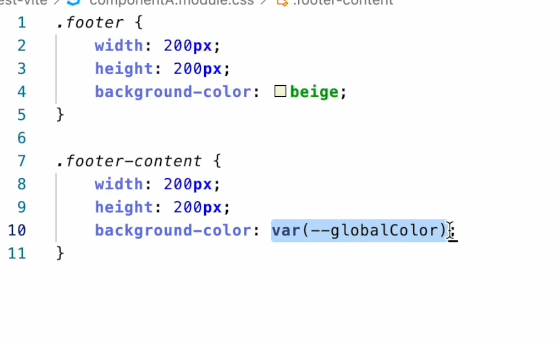 est-vite > componentA.module.css > .footer-content
1 .footer {
2 width: 200px;
3 height: 200px;
4 background-color: beige;
5 }
6
7 .footer-content {
8 width: 200px;
9 height: 200px;
10 background-color: var(--globalColor);
11 }